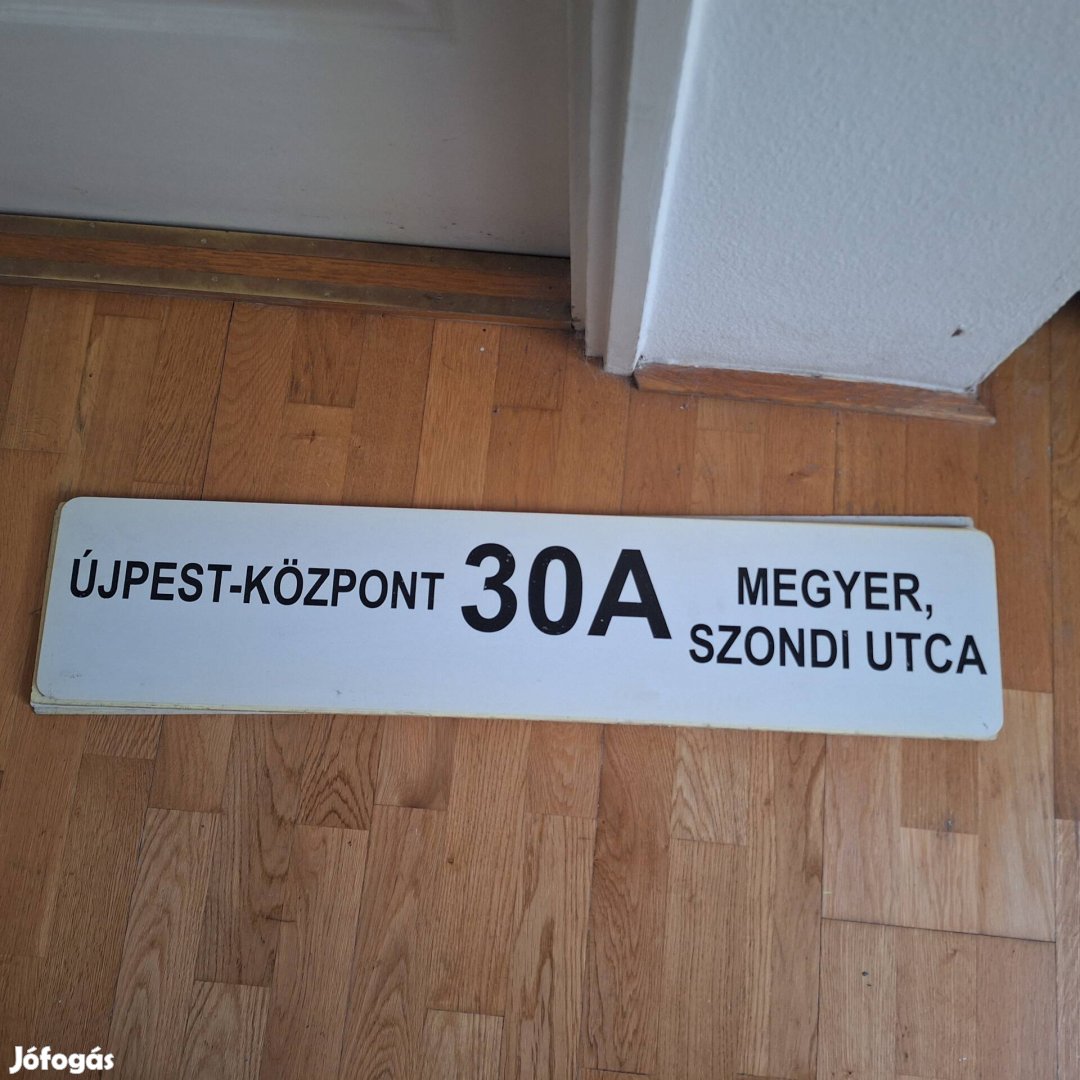 ÚJPEST-KÖZPONT 30A MEGYER,
SZONDI UTCA
Jófogás